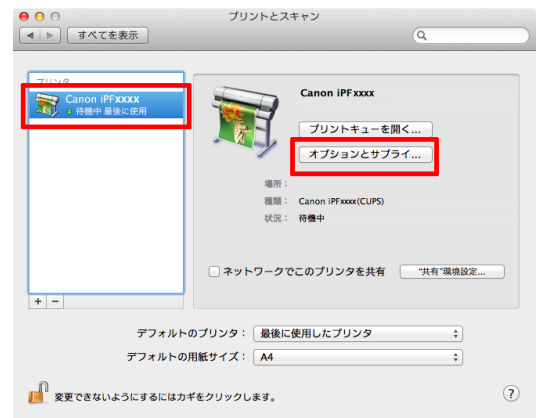 プリントとスキャン
すべてを表示
プリンタ
Canon iPFxxxx
待機中 最後に使用
Canon iPFxxxx
プリントキューを開く...
オプションとサプライ...
場所：
種類： Canon iPFxxxx(CUPS)
状況： 待機中
ネットワークでこのプリンタを共有 "共有"環境設定...
+ −
デフォルトのプリンタ： 最後に使用したプリンタ
デフォルトの用紙サイズ： A4
変更できないようにするにはカギをクリックします。 ?